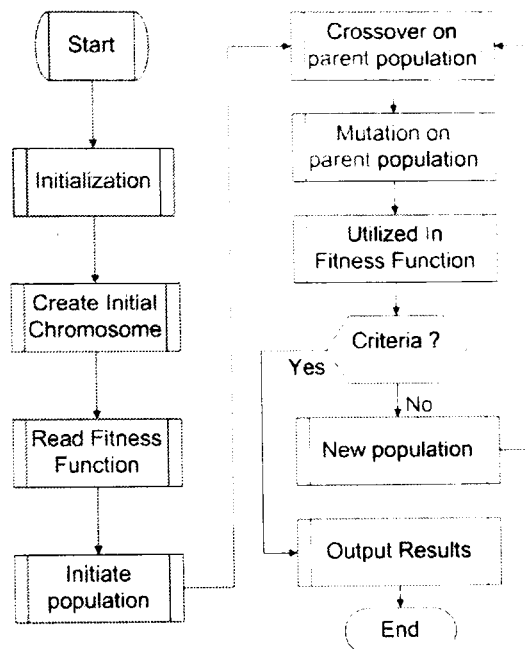 Start
Initialization
Create Initial
Chromosome
Read Fitness
Function
Initiate
population
Crossover on
parent population
Mutation on
parent population
Utilized In
Fitness Function
Criteria ?
Yes
No
New population
Output Results
End